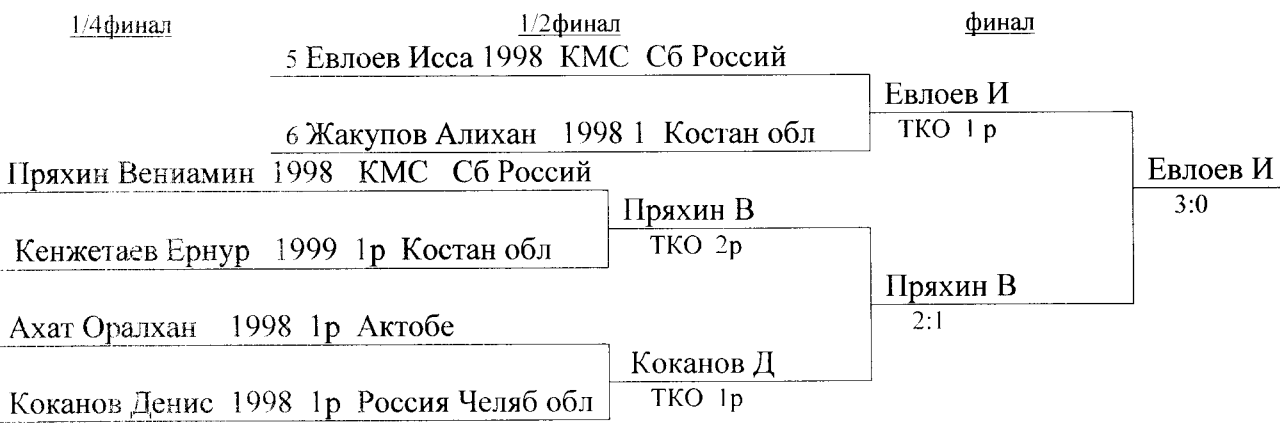 1/4финал 1/2финал финал
5 Евлоев Исса 1998 КМС Сб Россий
Евлоев И
6 Жакупов Алихан 1998 1 Костан обл
ТКО 1 р
Пряхин Вениамин 1998 КМС Сб Россий
Евлоев И
3:0
Пряхин В
Кенжетаев Ернур 1999 1р Костан обл
ТКО 2р
Пряхин В
Ахат Оралхан 1998 1р Актобе
2:1
Коканов Д
Коканов Денис 1998 1р Россия Челяб обл
ТКО 1р